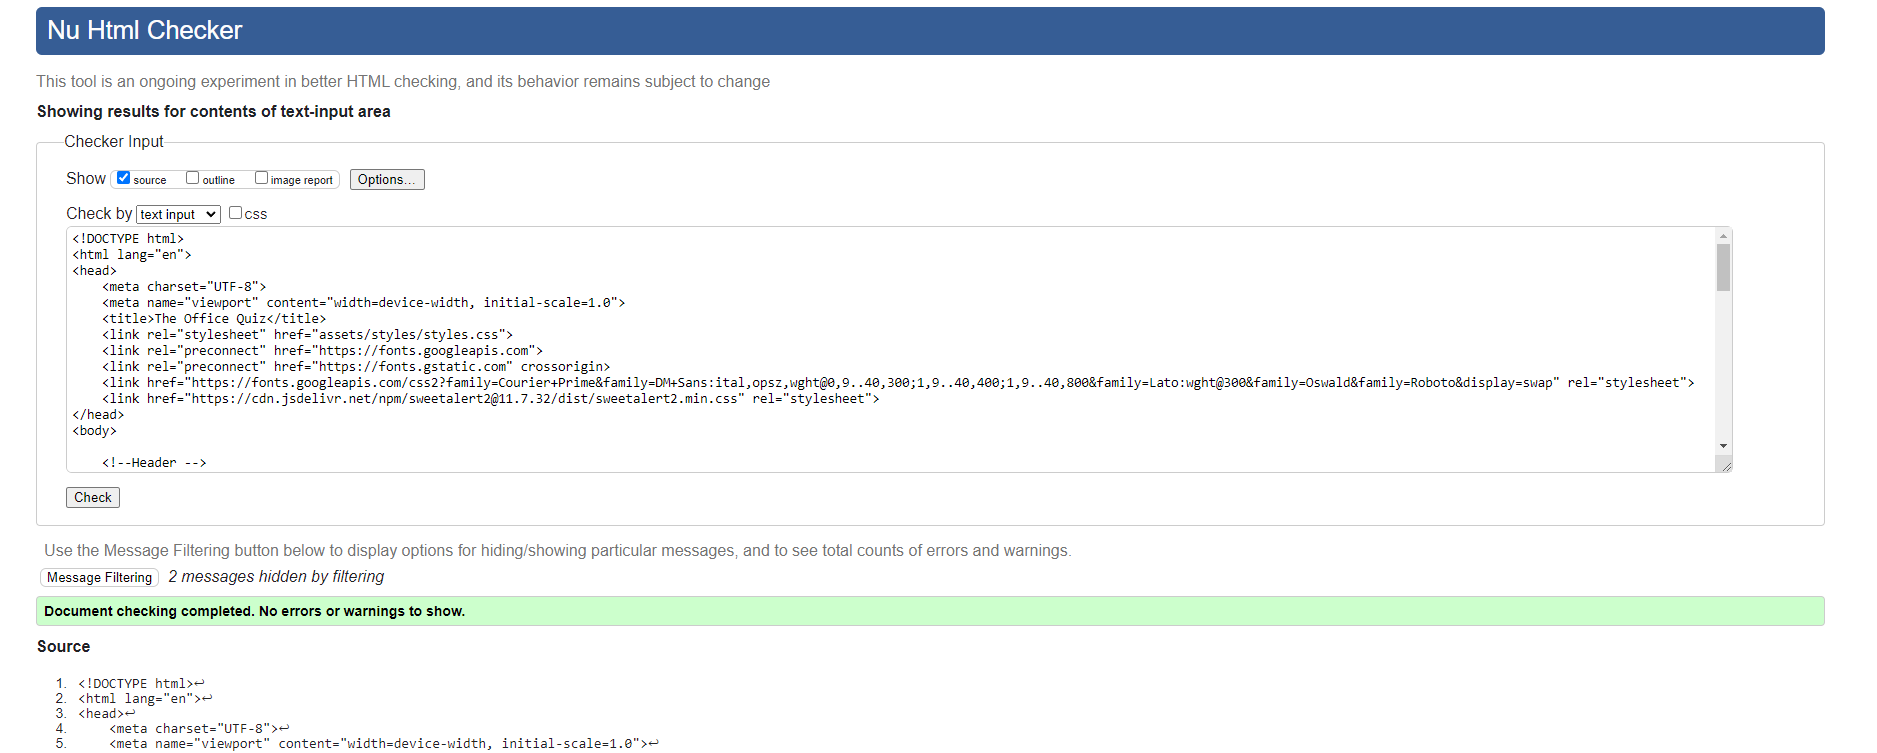 Nu Html Checker
This tool is an ongoing experiment in better HTML checking, and its behavior remains subject to change
Showing results for contents of text-input area
Checker Input
Show source outline image report Options...
Check by text input css
<!DOCTYPE html>
<html lang="en">
<head>
    <meta charset="UTF-8">
    <meta name="viewport" content="width=device-width, initial-scale=1.0">
    <title>The Office Quiz</title>
    <link rel="stylesheet" href="assets/styles/styles.css">
    <link rel="preconnect" href="https://fonts.googleapis.com">
    <link rel="preconnect" href="https://fonts.gstatic.com" crossorigin>
    <link href="https://fonts.googleapis.com/css2?family=Courier+Prime&family=DM+Sans:ital,opsz,wght@0,9..40,300;1,9..40,400;1,9..40,800&family=Lato:wght@300&family=Oswald&family=Roboto&display=swap" rel="stylesheet">
    <link href="https://cdn.jsdelivr.net/npm/sweetalert2@11.7.32/dist/sweetalert2.min.css" rel="stylesheet">
</head>
<body>
    <!--Header -->
Check
Use the Message Filtering button below to display options for hiding/showing particular messages, and to see total counts of errors and warnings.
Message Filtering 2 messages hidden by filtering
Document checking completed. No errors or warnings to show.
Source
1. <!DOCTYPE html>↩
2. <html lang="en">↩
3. <head>↩
4.     <meta charset="UTF-8">↩
5.     <meta name="viewport" content="width=device-width, initial-scale=1.0">↩